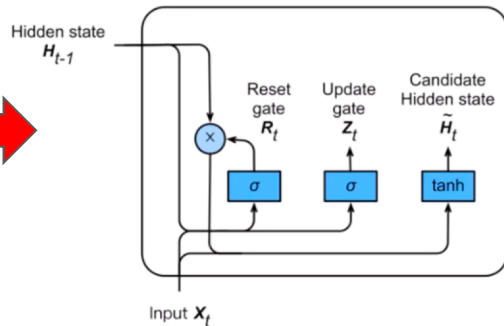 Hidden state
H_{t-1}
Reset
gate
R_t
Update
gate
Z_t
Candidate
Hidden state
H̃_t
x
σ
σ
tanh
Input X_t